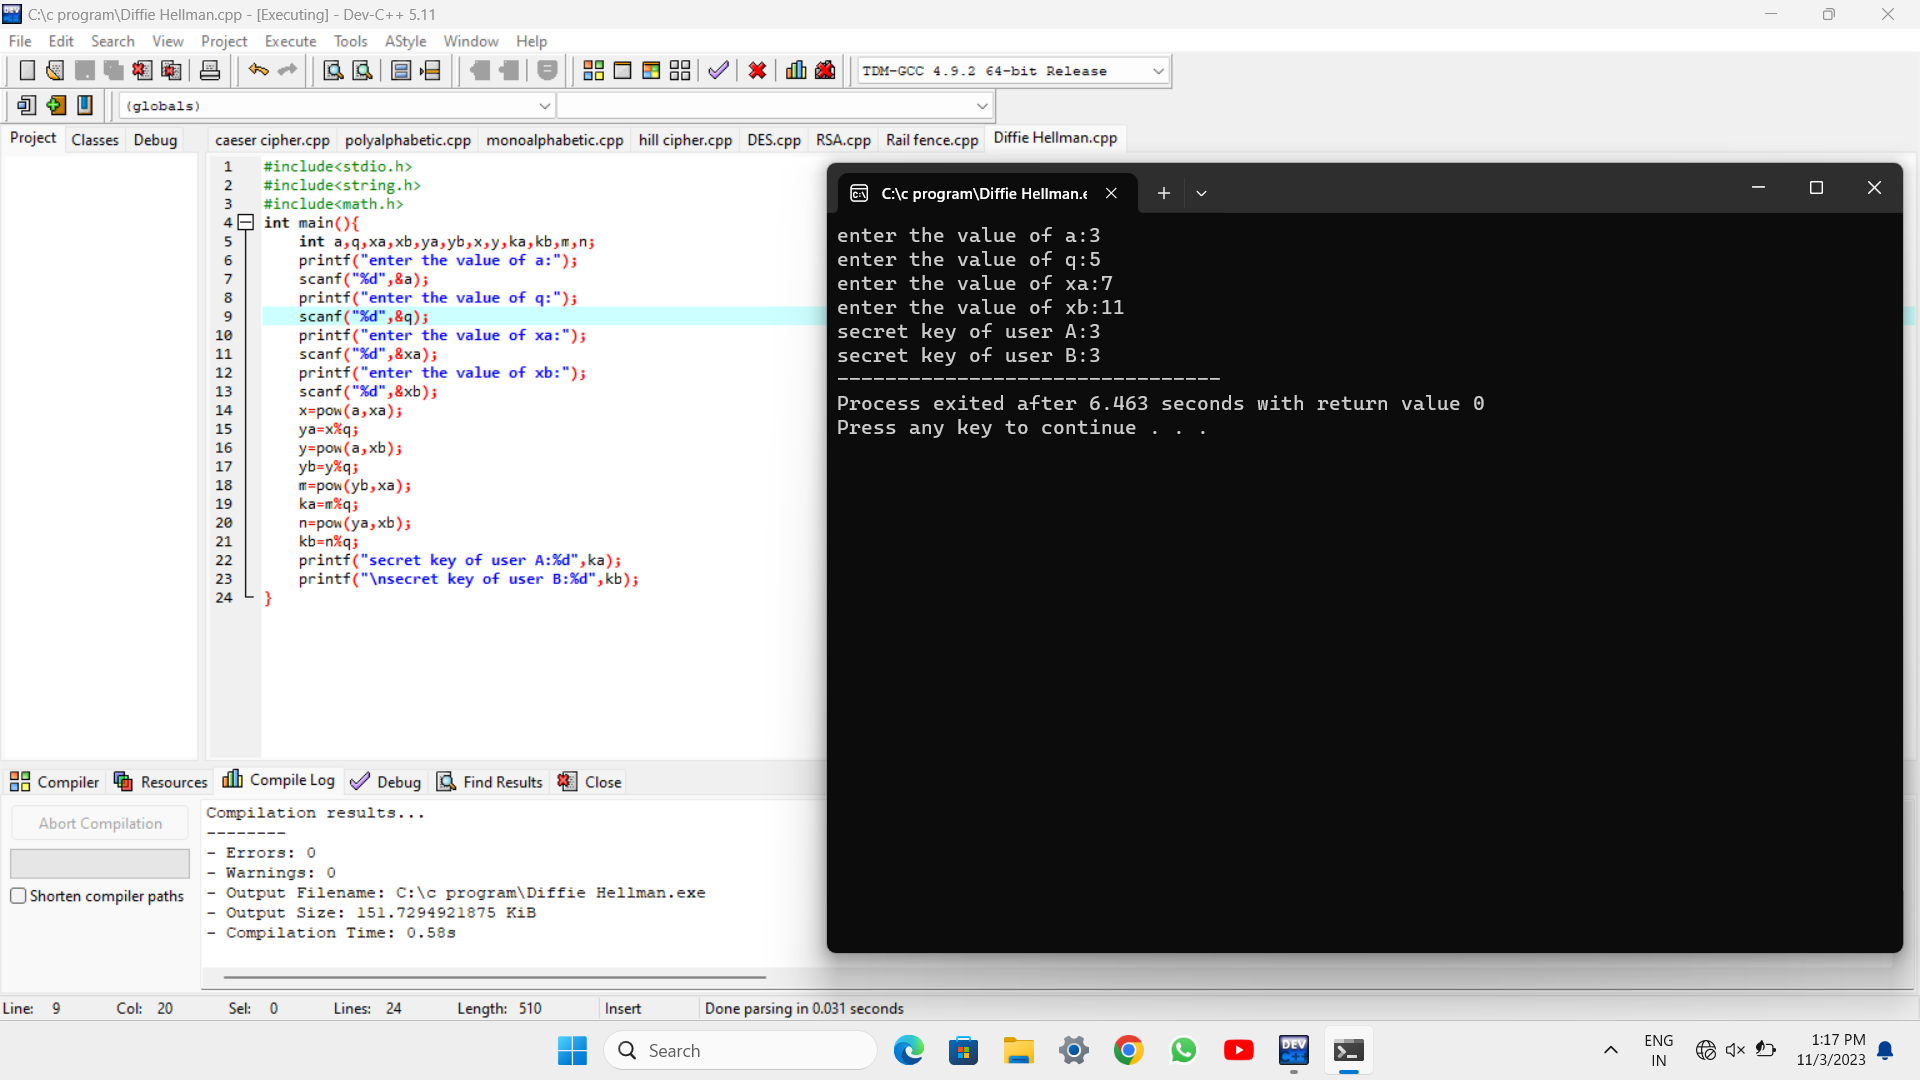 C:\c program\Diffie Hellman.cpp - [Executing] - Dev-C++ 5.11
File Edit Search View Project Execute Tools AStyle Window Help
TDM-GCC 4.9.2 64-bit Release
(globals)
Project Classes Debug
caeser cipher.cpp polyalphabetic.cpp monoalphabetic.cpp hill cipher.cpp DES.cpp RSA.cpp Rail fence.cpp Diffie Hellman.cpp
1 #include<stdio.h>
2 #include<string.h>
3 #include<math.h>
4 int main(){
5 int a,q,xa,xb,ya,yb,x,y,ka,kb,m,n;
6 printf("enter the value of a:");
7 scanf("%d",&a);
8 printf("enter the value of q:");
9 scanf("%d",&q);
10 printf("enter the value of xa:");
11 scanf("%d",&xa);
12 printf("enter the value of xb:");
13 scanf("%d",&xb);
14 x=pow(a,xa);
15 ya=x%q;
16 y=pow(a,xb);
17 yb=y%q;
18 m=pow(yb,xa);
19 ka=m%q;
20 n=pow(ya,xb);
21 kb=n%q;
22 printf("secret key of user A:%d",ka);
23 printf("\nsecret key of user B:%d",kb);
24 }
C:\c program\Diffie Hellman.e
enter the value of a:3
enter the value of q:5
enter the value of xa:7
enter the value of xb:11
secret key of user A:3
secret key of user B:3
--------------------------------
Process exited after 6.463 seconds with return value 0
Press any key to continue . . .
Compiler Resources Compile Log Debug Find Results Close
Abort Compilation
Shorten compiler paths
Compilation results...
--------
- Errors: 0
- Warnings: 0
- Output Filename: C:\c program\Diffie Hellman.exe
- Output Size: 151.7294921875 KiB
- Compilation Time: 0.58s
Line: 9 Col: 20 Sel: 0 Lines: 24 Length: 510 Insert Done parsing in 0.031 seconds
Search
DEV
ENG
IN
1:17 PM
11/3/2023